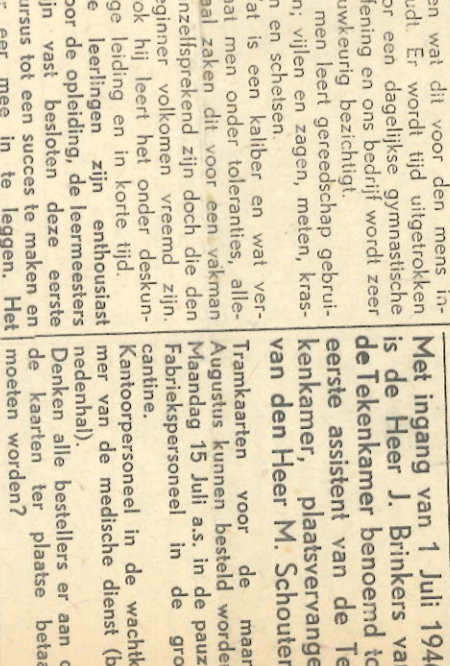 en wat dit voor den mens in-
udt. Er wordt tijd uitgetrokken
or een dagelijkse gymnastische
fening en ons bedrijf wordt zeer
uwkeurig bezichtigt.
men leert gereedschap gebrui-
n; vijlen en zagen, meten, kras-
n en schetsen.
at is een kaliber en wat ver-
aat men onder toleranties, alle-
aal zaken dit voor een vakman
nzelfsprekend zijn doch die den
eginner volkomen vreemd zijn.
ok hij leert het onder deskun-
ge leiding en in korte tijd.
e leerlingen zijn enthousiast
oor de opleiding, de leermeesters
jn vast besloten deze eerste
ursus tot een succes te maken en
eer mee in te leggen. Het
Met ingang van 1 Juli 194
is de Heer J. Brinkers va
de Tekenkamer benoemd to
eerste assistent van de Te
kenkamer, plaatsvervange
van den Heer M. Schouten
Tramkaarten voor de maan
Augustus kunnen besteld worden
Maandag 15 Juli a.s. in de pauz
Fabriekspersoneel in de gro
cantine.
Kantoorpersoneel in de wachtk
mer van de medische dienst (b
nedenhal).
Denken alle bestellers er aan d
de kaarten ter plaatse betaa
moeten worden?